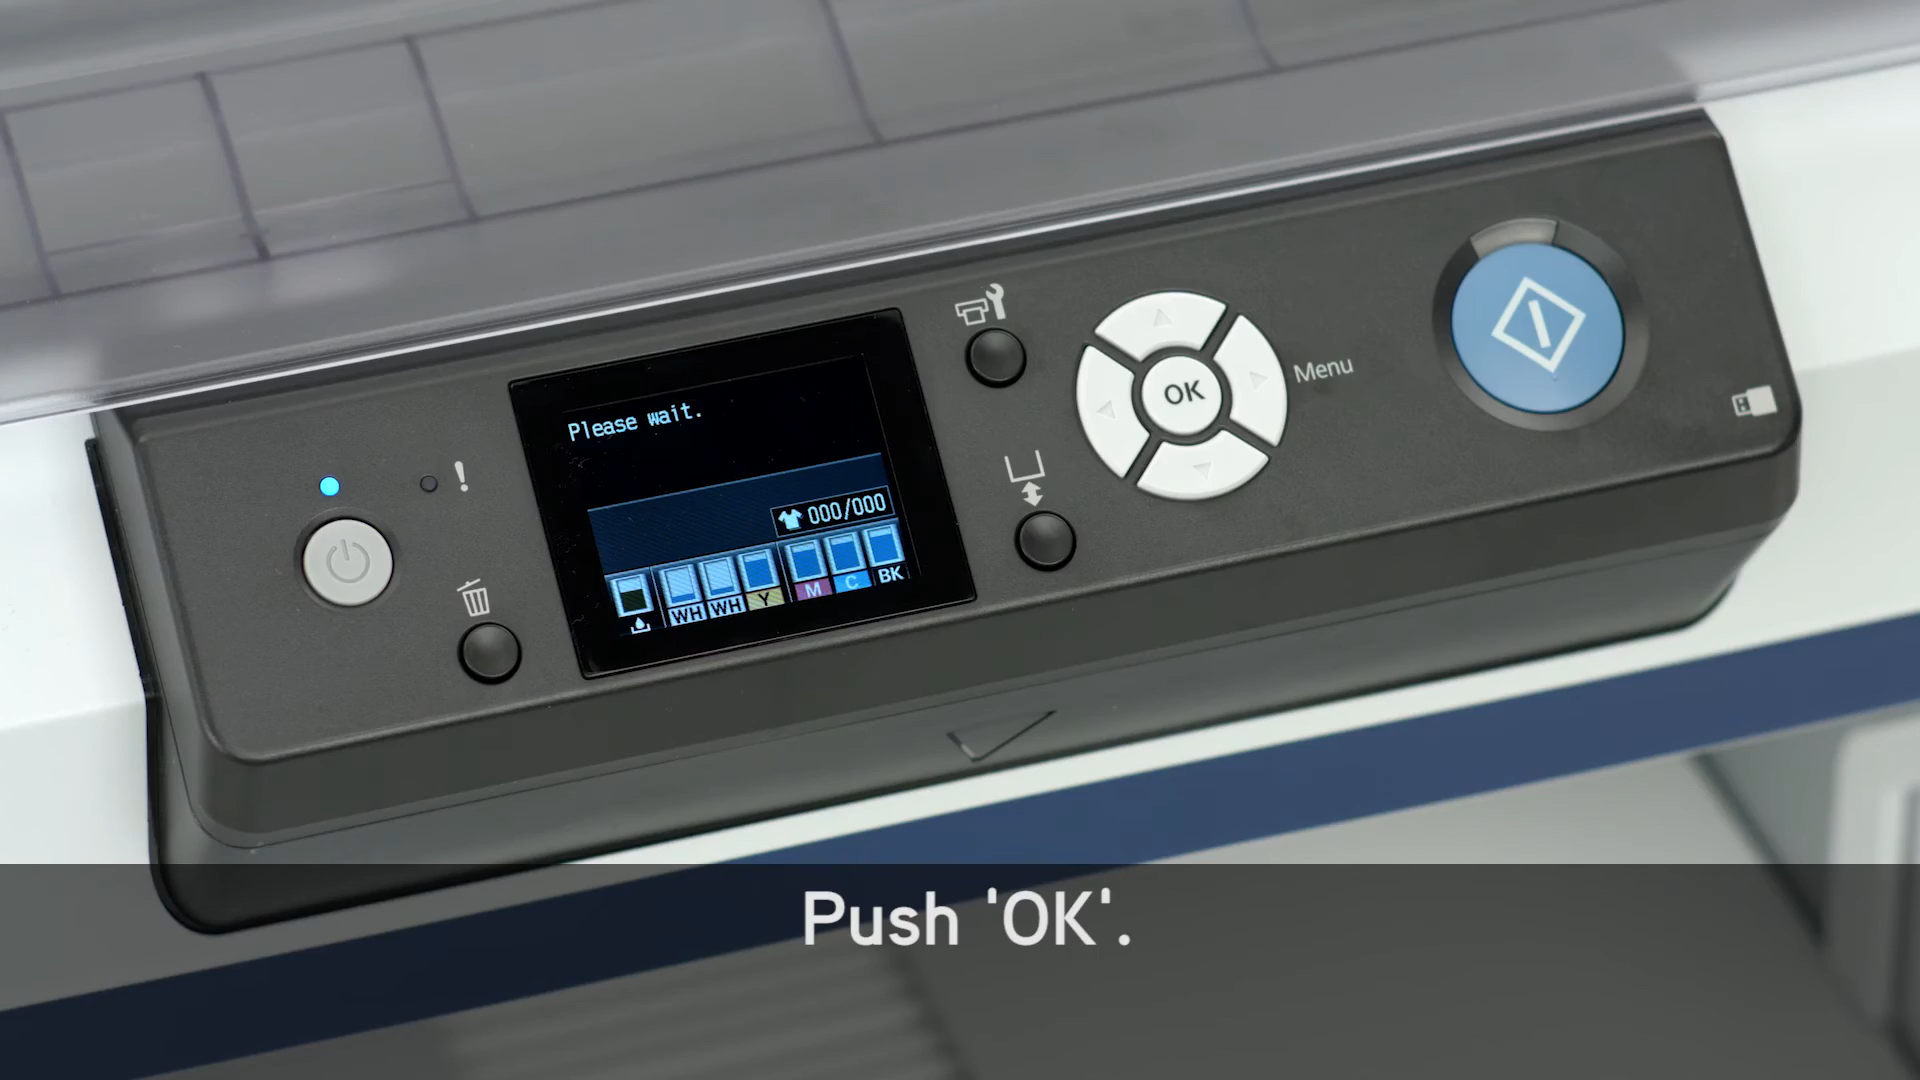 Please wait.
000/000
WH WH Y M C BK
OK
Menu
!
Push 'OK'.